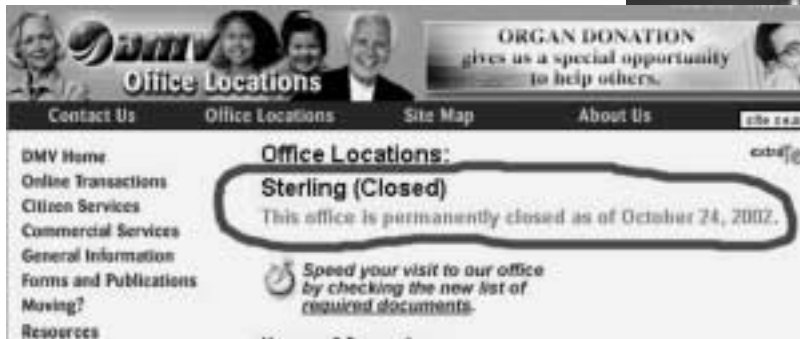 DMV
Office Locations
ORGAN DONATION
gives us a special opportunity
to help others.
Contact Us Office Locations Site Map About Us
DMV Home
Online Transactions
Citizen Services
Commercial Services
General Information
Forms and Publications
Moving?
Resources
Office Locations:
Sterling (Closed)
This office is permanently closed as of October 24, 2002.
Speed your visit to our office
by checking the new list of
required documents.